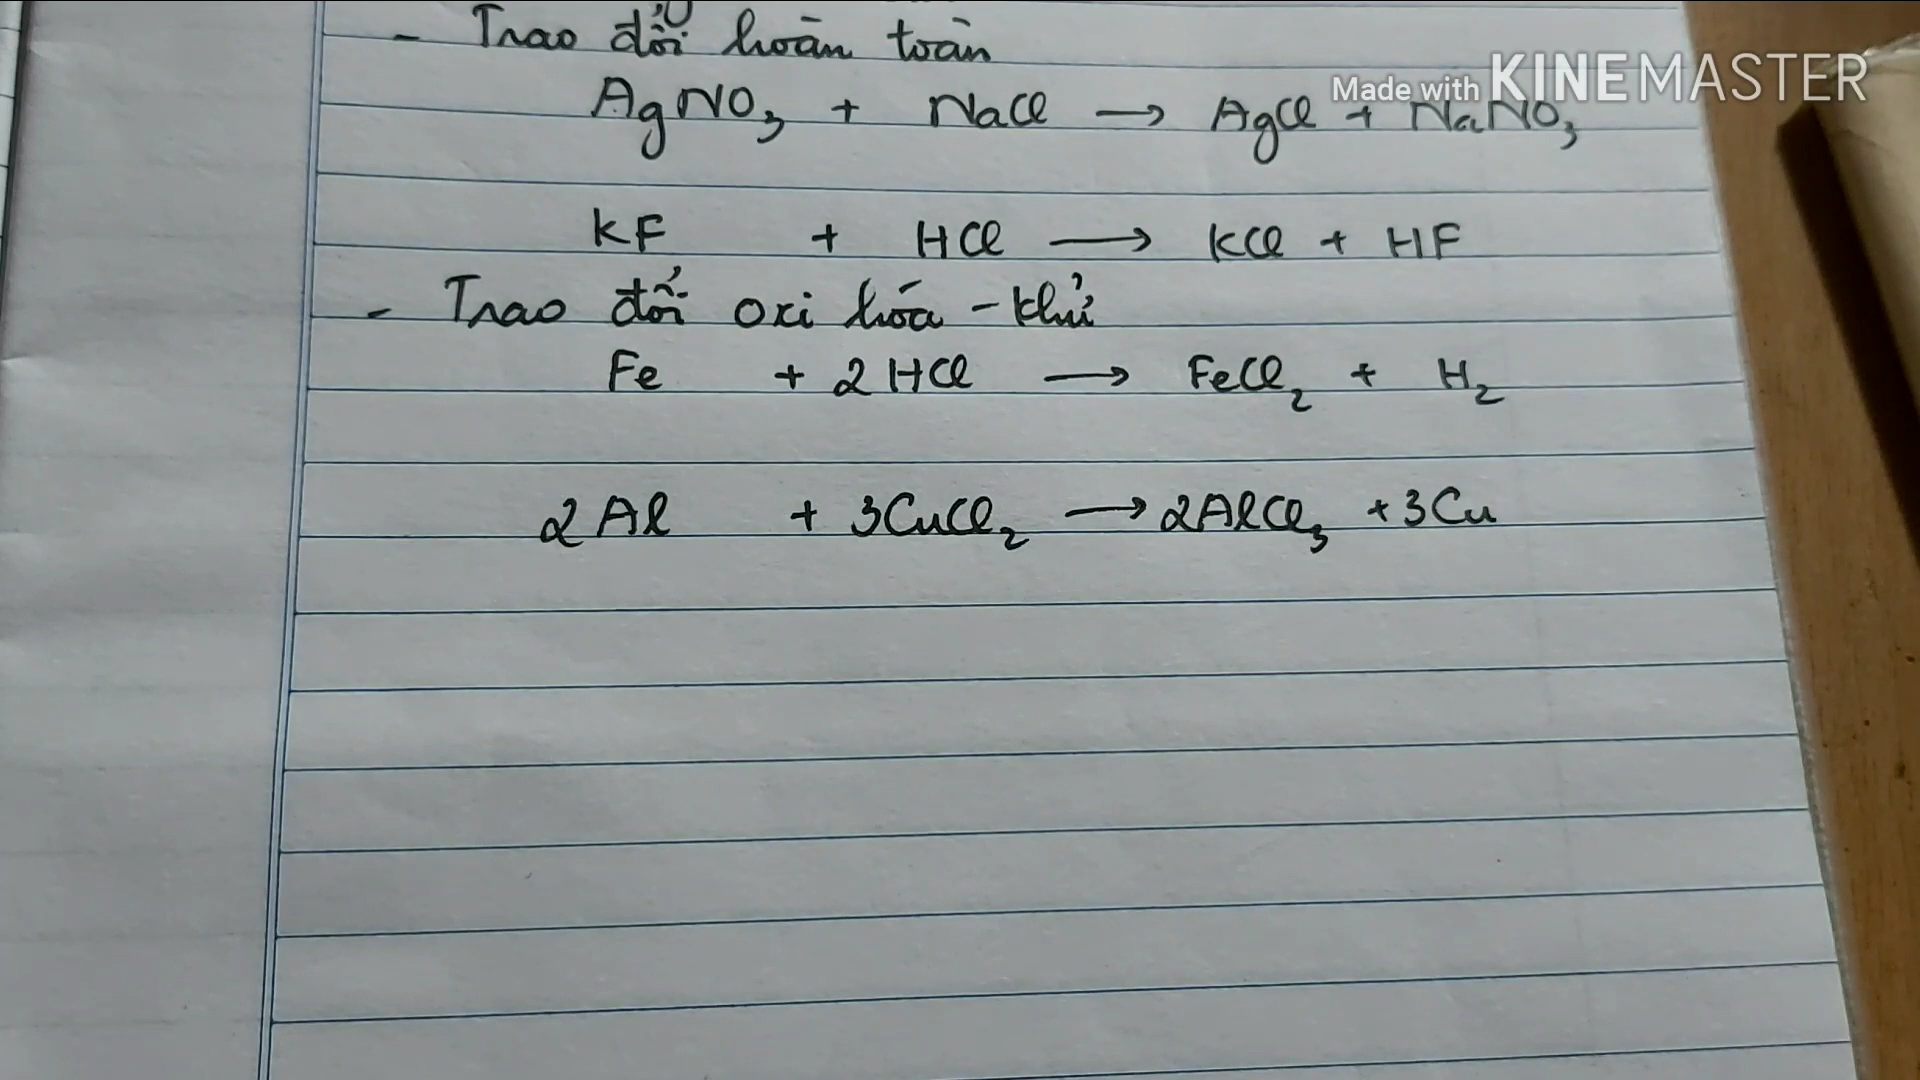 - Trao đổi hoàn toàn
Made with KINEMASTER
AgNO₃ + NaCl → AgCl + NaNO₃
KF + HCl → KCl + HF
- Trao đổi oxi hóa - khử
Fe + 2HCl → FeCl₂ + H₂
2Al + 3CuCl₂ → 2AlCl₃ + 3Cu